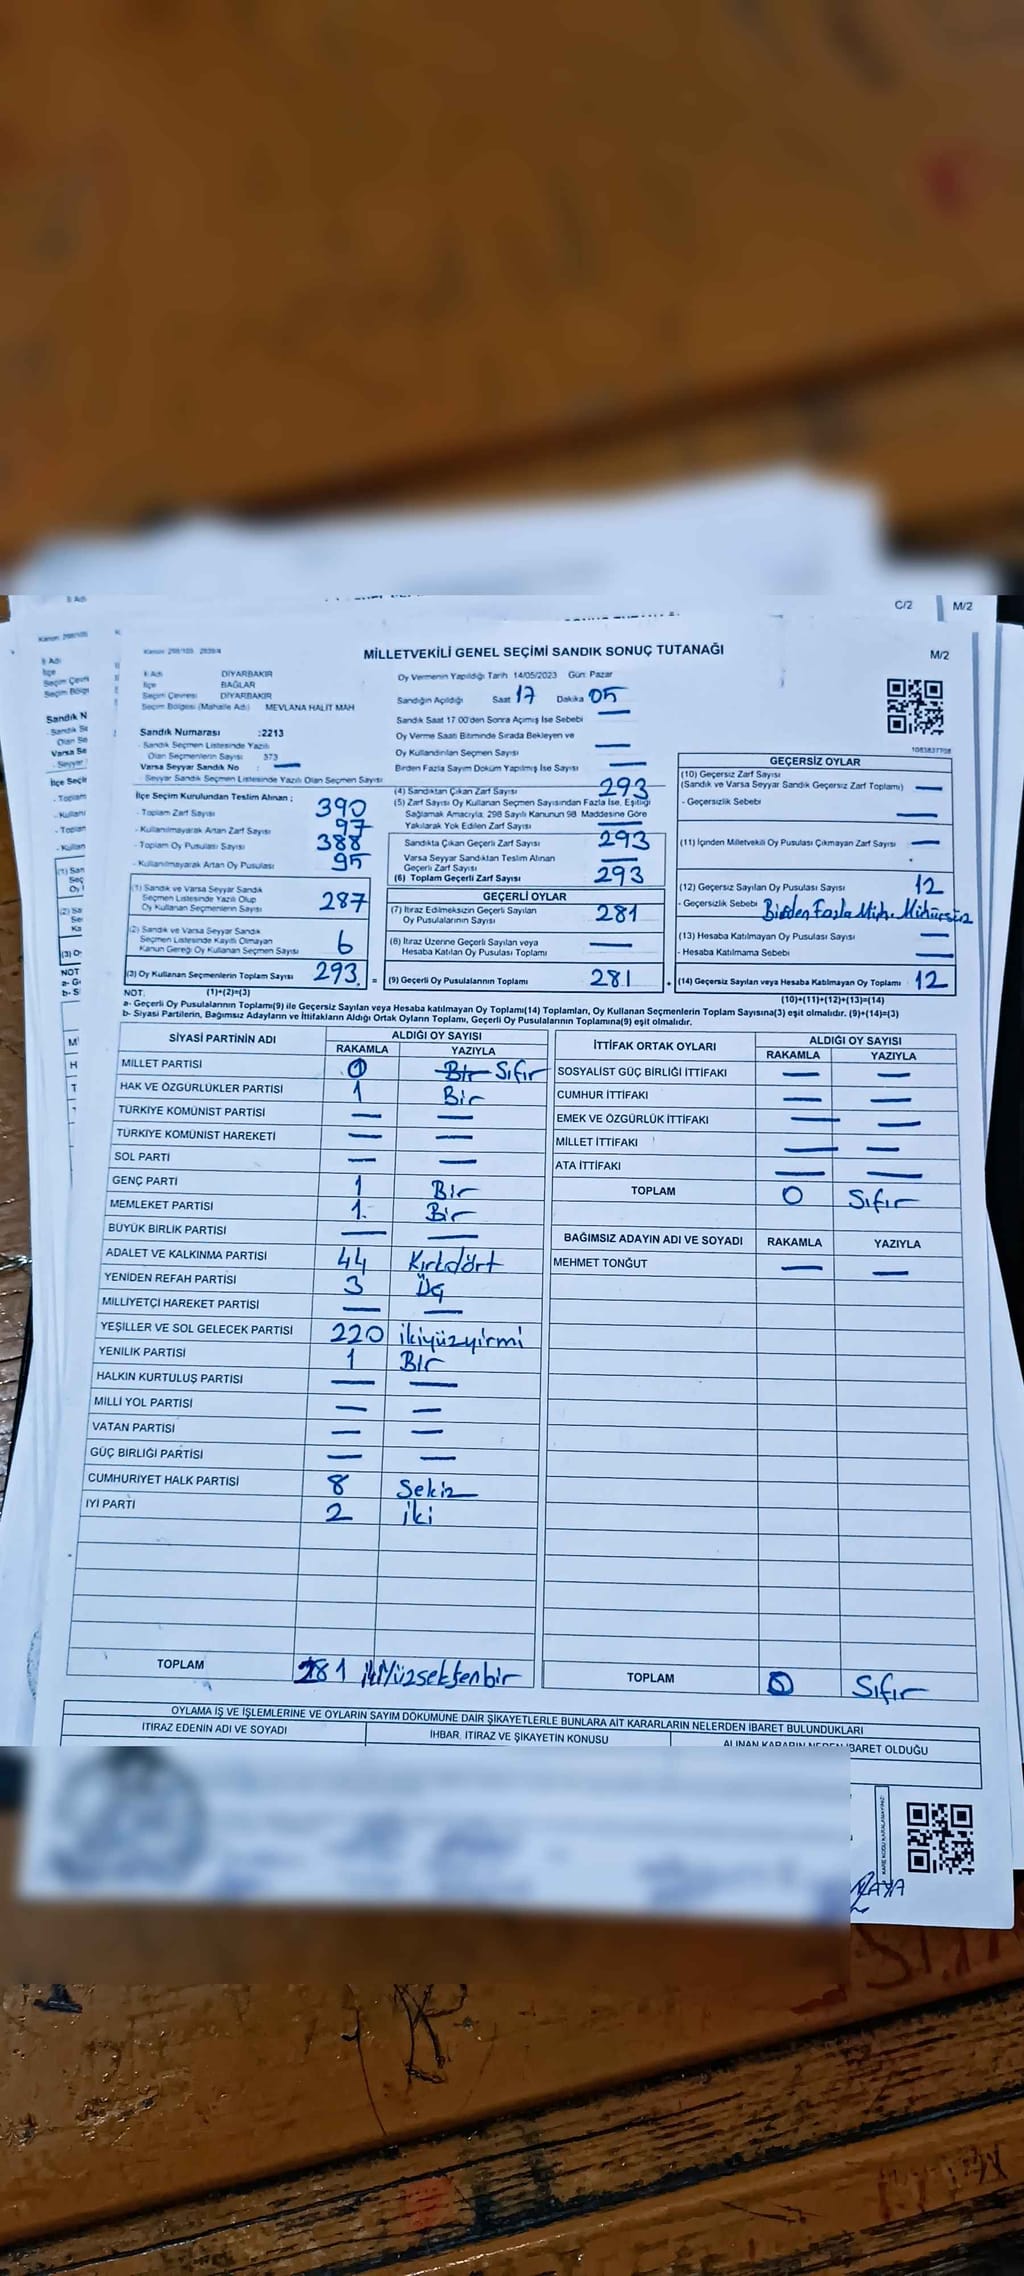 C/2
M/2
MİLLETVEKİLİ GENEL SEÇİMİ SANDIK SONUÇ TUTANAĞI
M/2
İl Adı DİYARBAKIR
İlçe BAĞLAR
Seçim Çevresi DİYARBAKIR
Seçim Bölgesi (Mahalle Adı) MEVLANA HALİT MAH
Oy Vermenin Yapıldığı Tarih 14/05/2023 Gün: Pazar
Sandığın Açıldığı Saat 17 Dakika 05
Sandık Saat 17:00'den Sonra Açılmış İse Sebebi —
Oy Verme Saati Bitiminde Sırada Bekleyen ve
Oy Kullandırılan Seçmen Sayısı —
Birden Fazla Sayım Döküm Yapılmış İse Sayısı —
Sandık Numarası :2213
- Sandık Seçmen Listesinde Yazılı
Olan Seçmenlerin Sayısı 373
Varsa Seyyar Sandık No : —
- Seyyar Sandık Seçmen Listesinde Yazılı Olan Seçmen Sayısı
İlçe Seçim Kurulundan Teslim Alınan ;
- Toplam Zarf Sayısı 390
- Kullanılmayarak Artan Zarf Sayısı 97
- Toplam Oy Pusulası Sayısı 388
- Kullanılmayarak Artan Oy Pusulası 95
(1) Sandık ve Varsa Seyyar Sandık
Seçmen Listesinde Yazılı Olup
Oy Kullanan Seçmenlerin Sayısı 287
(2) Sandık ve Varsa Seyyar Sandık
Seçmen Listesinde Kayıtlı Olmayan
Kanun Gereği Oy Kullanan Seçmen Sayısı 6
(3) Oy Kullanan Seçmenlerin Toplam Sayısı 293.
NOT: (1)+(2)=(3)
(4) Sandıktan Çıkan Zarf Sayısı 293
(5) Zarf Sayısı Oy Kullanan Seçmen Sayısından Fazla İse, Eşitliği
Sağlamak Amacıyla; 298 Sayılı Kanunun 98. Maddesine Göre
Yakılarak Yok Edilen Zarf Sayısı —
Sandıkta Çıkan Geçerli Zarf Sayısı 293
Varsa Seyyar Sandıktan Teslim Alınan
Geçerli Zarf Sayısı —
(6) Toplam Geçerli Zarf Sayısı 293
GEÇERLİ OYLAR
(7) İtiraz Edilmeksizin Geçerli Sayılan
Oy Pusulalarının Sayısı 281
(8) İtiraz Üzerine Geçerli Sayılan veya
Hesaba Katılan Oy Pusulası Toplamı —
= (9) Geçerli Oy Pusulalarının Toplamı 281
1083837708
GEÇERSİZ OYLAR
(10) Geçersiz Zarf Sayısı
(Sandık ve Varsa Seyyar Sandık Geçersiz Zarf Toplamı) —
- Geçersizlik Sebebi —
(11) İçinden Milletvekili Oy Pusulası Çıkmayan Zarf Sayısı —
(12) Geçersiz Sayılan Oy Pusulası Sayısı 12
- Geçersizlik Sebebi Birden Fazla Müh. Mühürsüz
(13) Hesaba Katılmayan Oy Pusulası Sayısı —
- Hesaba Katılmama Sebebi —
(14) Geçersiz Sayılan veya Hesaba Katılmayan Oy Toplamı 12
(10)+(11)+(12)+(13)=(14)
a- Geçerli Oy Pusulalarının Toplamı(9) ile Geçersiz Sayılan veya Hesaba katılmayan Oy Toplamı(14) Toplamları, Oy Kullanan Seçmenlerin Toplam Sayısına(3) eşit olmalıdır. (9)+(14)=(3)
b- Siyasi Partilerin, Bağımsız Adayların ve İttifakların Aldığı Ortak Oyların Toplamı, Geçerli Oy Pusulalarının Toplamına(9) eşit olmalıdır.
SİYASİ PARTİNİN ADI ALDIĞI OY SAYISI
RAKAMLA YAZIYLA
MİLLET PARTİSİ 0 Bir Sıfır
HAK VE ÖZGÜRLÜKLER PARTİSİ 1 Bir
TÜRKİYE KOMÜNİST PARTİSİ — —
TÜRKİYE KOMÜNİST HAREKETİ — —
SOL PARTİ — —
GENÇ PARTİ 1 Bir
MEMLEKET PARTİSİ 1. Bir
BÜYÜK BİRLİK PARTİSİ — —
ADALET VE KALKINMA PARTİSİ 44 Kırkdört
YENİDEN REFAH PARTİSİ 3 Üç
MİLLİYETÇİ HAREKET PARTİSİ — —
YEŞİLLER VE SOL GELECEK PARTİSİ 220 ikiyüzyirmi
YENİLİK PARTİSİ 1 Bir
HALKIN KURTULUŞ PARTİSİ — —
MİLLİ YOL PARTİSİ — —
VATAN PARTİSİ — —
GÜÇ BİRLİĞİ PARTİSİ — —
CUMHURİYET HALK PARTİSİ 8 Sekiz
İYİ PARTİ 2 iki
TOPLAM 281 ikiyüzseksenbir
İTTİFAK ORTAK OYLARI ALDIĞI OY SAYISI
RAKAMLA YAZIYLA
SOSYALİST GÜÇ BİRLİĞİ İTTİFAKI — —
CUMHUR İTTİFAKI — —
EMEK VE ÖZGÜRLÜK İTTİFAKI — —
MİLLET İTTİFAKI — —
ATA İTTİFAKI — —
TOPLAM 0 Sıfır
BAĞIMSIZ ADAYIN ADI VE SOYADI RAKAMLA YAZIYLA
MEHMET TONĞUT — —
TOPLAM 0 Sıfır
OYLAMA İŞ VE İŞLEMLERİNE VE OYLARIN SAYIM DÖKÜMÜNE DAİR ŞİKAYETLERLE BUNLARA AİT KARARLARIN NELERDEN İBARET BULUNDUKLARI
İTİRAZ EDENİN ADI VE SOYADI
İHBAR, İTİRAZ VE ŞİKAYETİN KONUSU
ALINAN KARARIN NEDEN İBARET OLDUĞU